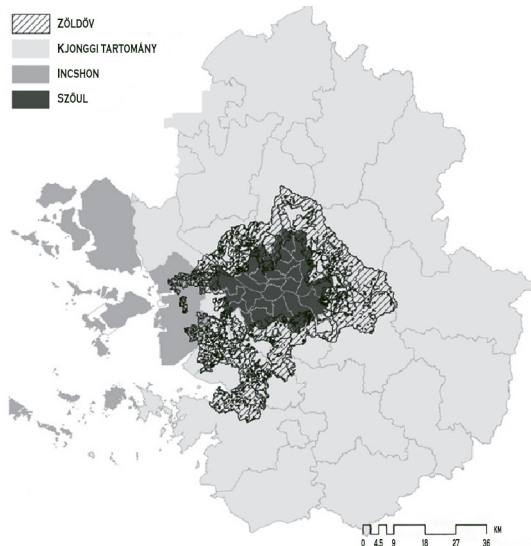 ZÖLDÖV
KJONGGI TARTOMÁNY
INCSHON
SZÖUL
KM
0 4.5 9 18 27 36